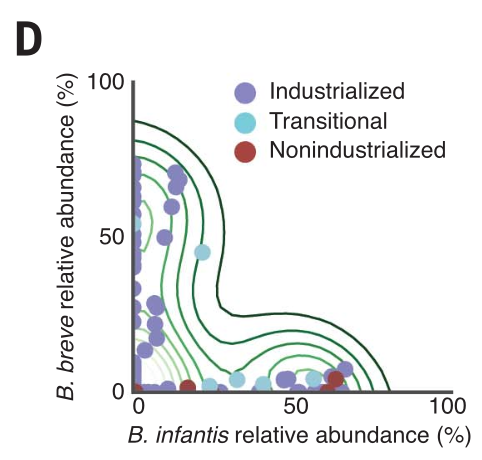 D
Industrialized
Transitional
Nonindustrialized
B. breve relative abundance (%)
100
50
0
0 50 100
B. infantis relative abundance (%)